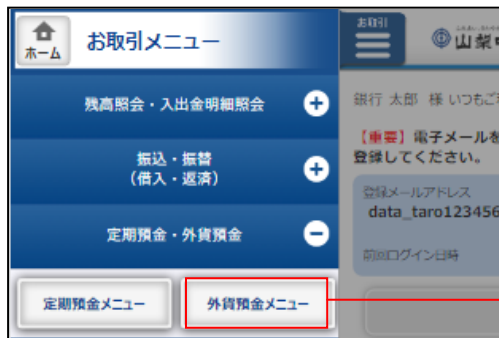 ホーム
お取引メニュー
残高照会・入出金明細照会
振込・振替
(借入・返済)
定期預金・外貨預金
定期預金メニュー
外貨預金メニュー
お取引
山梨
銀行 太郎 様 いつもご
【重要】電子メールを
登録してください。
登録メールアドレス
data_taro123456
前回ログイン日時